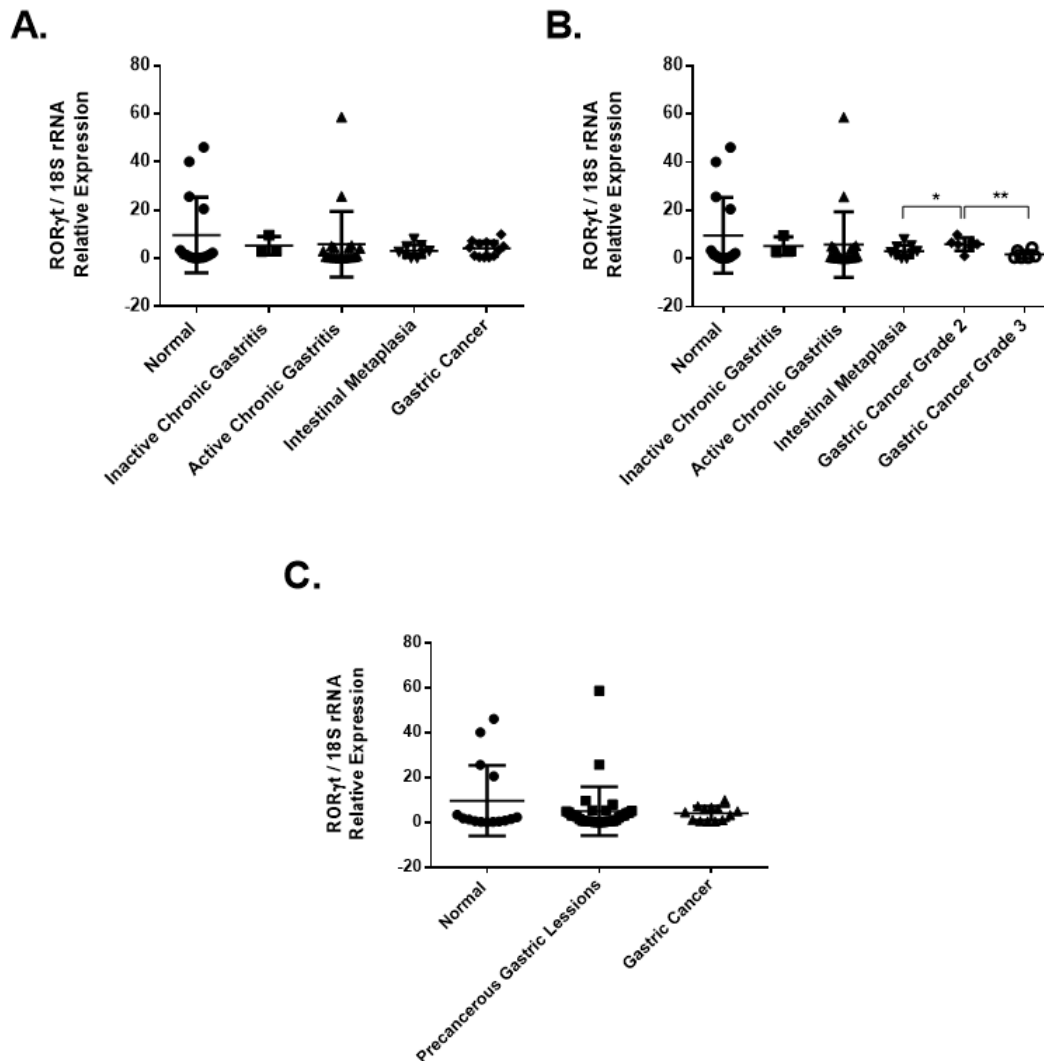 A.
RORγt / 18S rRNA
Relative Expression
80
60
40
20
0
-20
Normal
Inactive Chronic Gastritis
Active Chronic Gastritis
Intestinal Metaplasia
Gastric Cancer
B.
RORγt / 18S rRNA
Relative Expression
80
60
40
20
0
-20
*
**
Normal
Inactive Chronic Gastritis
Active Chronic Gastritis
Intestinal Metaplasia
Gastric Cancer Grade 2
Gastric Cancer Grade 3
C.
RORγt / 18S rRNA
Relative Expression
80
60
40
20
0
-20
Normal
Precancerous Gastric Lessions
Gastric Cancer